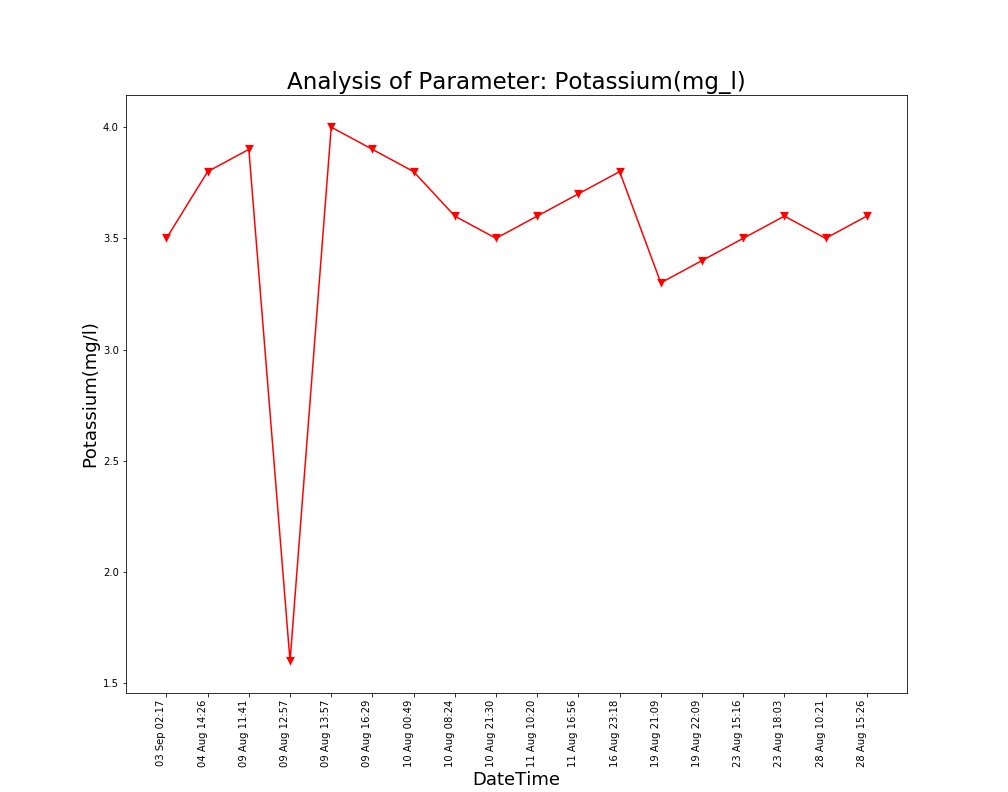 Analysis of Parameter: Potassium(mg_l)
Potassium(mg/l)
4.0
3.5
3.0
2.5
2.0
1.5
03 Sep 02:17
04 Aug 14:26
09 Aug 11:41
09 Aug 12:57
09 Aug 13:57
09 Aug 16:29
10 Aug 00:49
10 Aug 08:24
10 Aug 21:30
11 Aug 10:20
11 Aug 16:56
16 Aug 23:18
19 Aug 21:09
19 Aug 22:09
23 Aug 15:16
23 Aug 18:03
28 Aug 10:21
28 Aug 15:26
DateTime